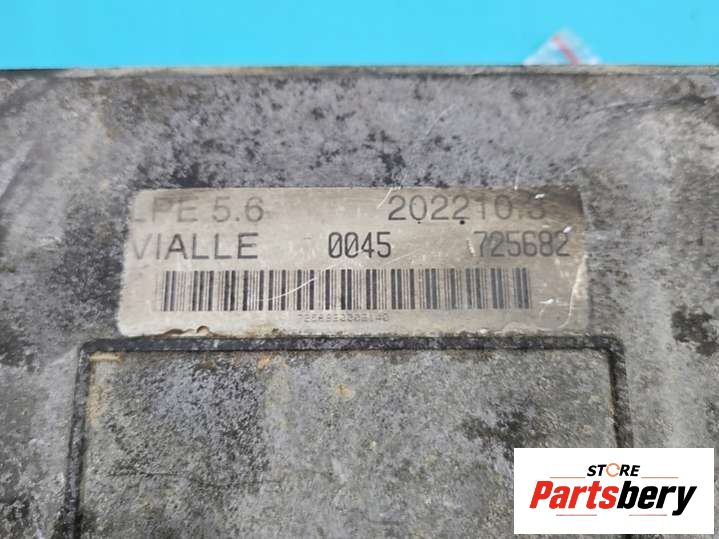 LPE 5.6 202210.3
VIALLE 0045 725682
STORE
Partsbery